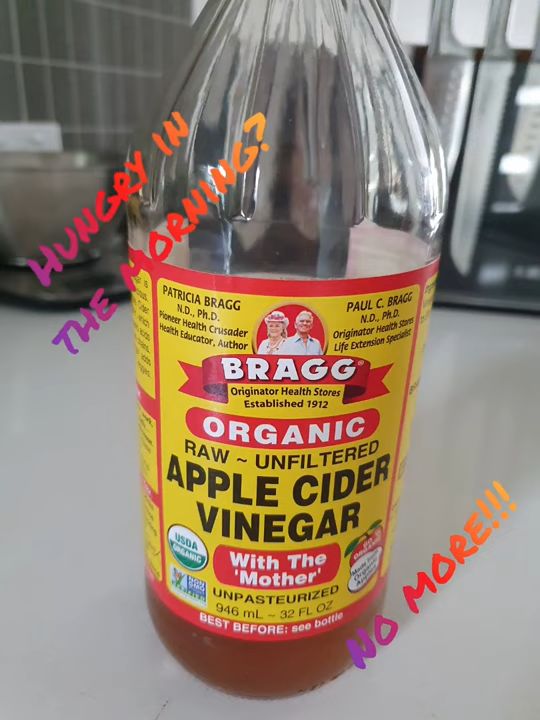 HUNGRY IN
THE MORNING?
PATRICIA BRAGG
N.D., Ph.D.
Pioneer Health Crusader
Health Educator, Author
PAUL C. BRAGG
N.D., Ph.D.
Originator Health Stores
Life Extension Specialist
BRAGG®
Originator Health Stores
Established 1912
ORGANIC
RAW ~ UNFILTERED
APPLE CIDER
VINEGAR
USDA
ORGANIC
With The
'Mother'
UNPASTEURIZED
946 mL ~ 32 FL OZ
BEST BEFORE: see bottle
NO MORE!!!